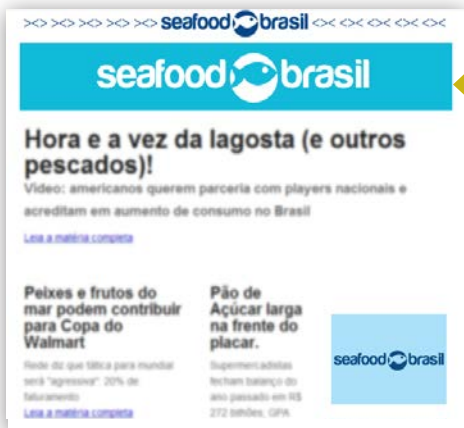 ><> ><> ><> ><> ><> seafood brasil <>< <>< <>< <>< <><
seafood brasil
Hora e a vez da lagosta (e outros
pescados)!
Video: americanos querem parceria com players nacionais e
acreditam em aumento de consumo no Brasil
Leia a matéria completa
Peixes e frutos do
mar podem contribuir
para Copa do
Walmart
Rede diz que tática para mundial
será "agressiva": 20% de
faturamento
Leia a matéria completa
Pão de
Açúcar larga
na frente do
placar.
Supermercadistas
fecham balanço do
ano passado em R$
272 bilhões; GPA
seafood brasil